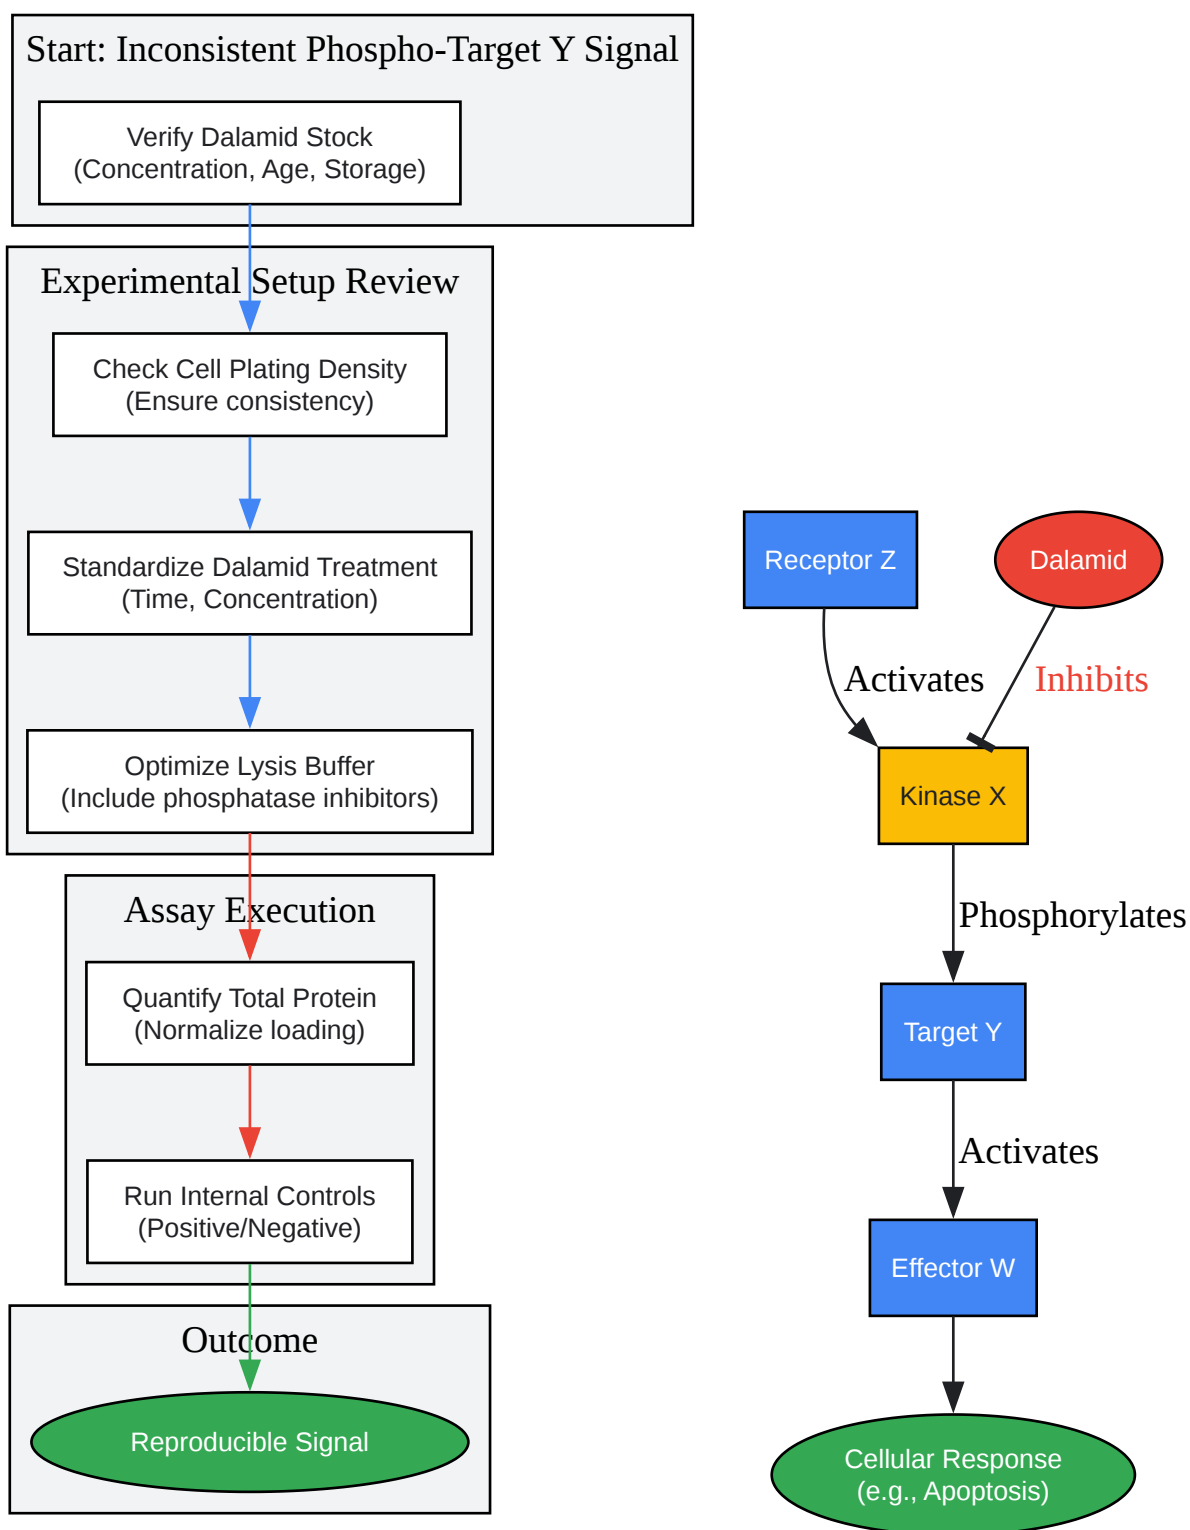 Start: Inconsistent Phospho-Target Y Signal
Verify Dalamid Stock
(Concentration, Age, Storage)
Experimental Setup Review
Check Cell Plating Density
(Ensure consistency)
Standardize Dalamid Treatment
(Time, Concentration)
Optimize Lysis Buffer
(Include phosphatase inhibitors)
Assay Execution
Quantify Total Protein
(Normalize loading)
Run Internal Controls
(Positive/Negative)
Outcome
Reproducible Signal
Receptor Z
Dalamid
Activates
Inhibits
Kinase X
Phosphorylates
Target Y
Activates
Effector W
Cellular Response
(e.g., Apoptosis)